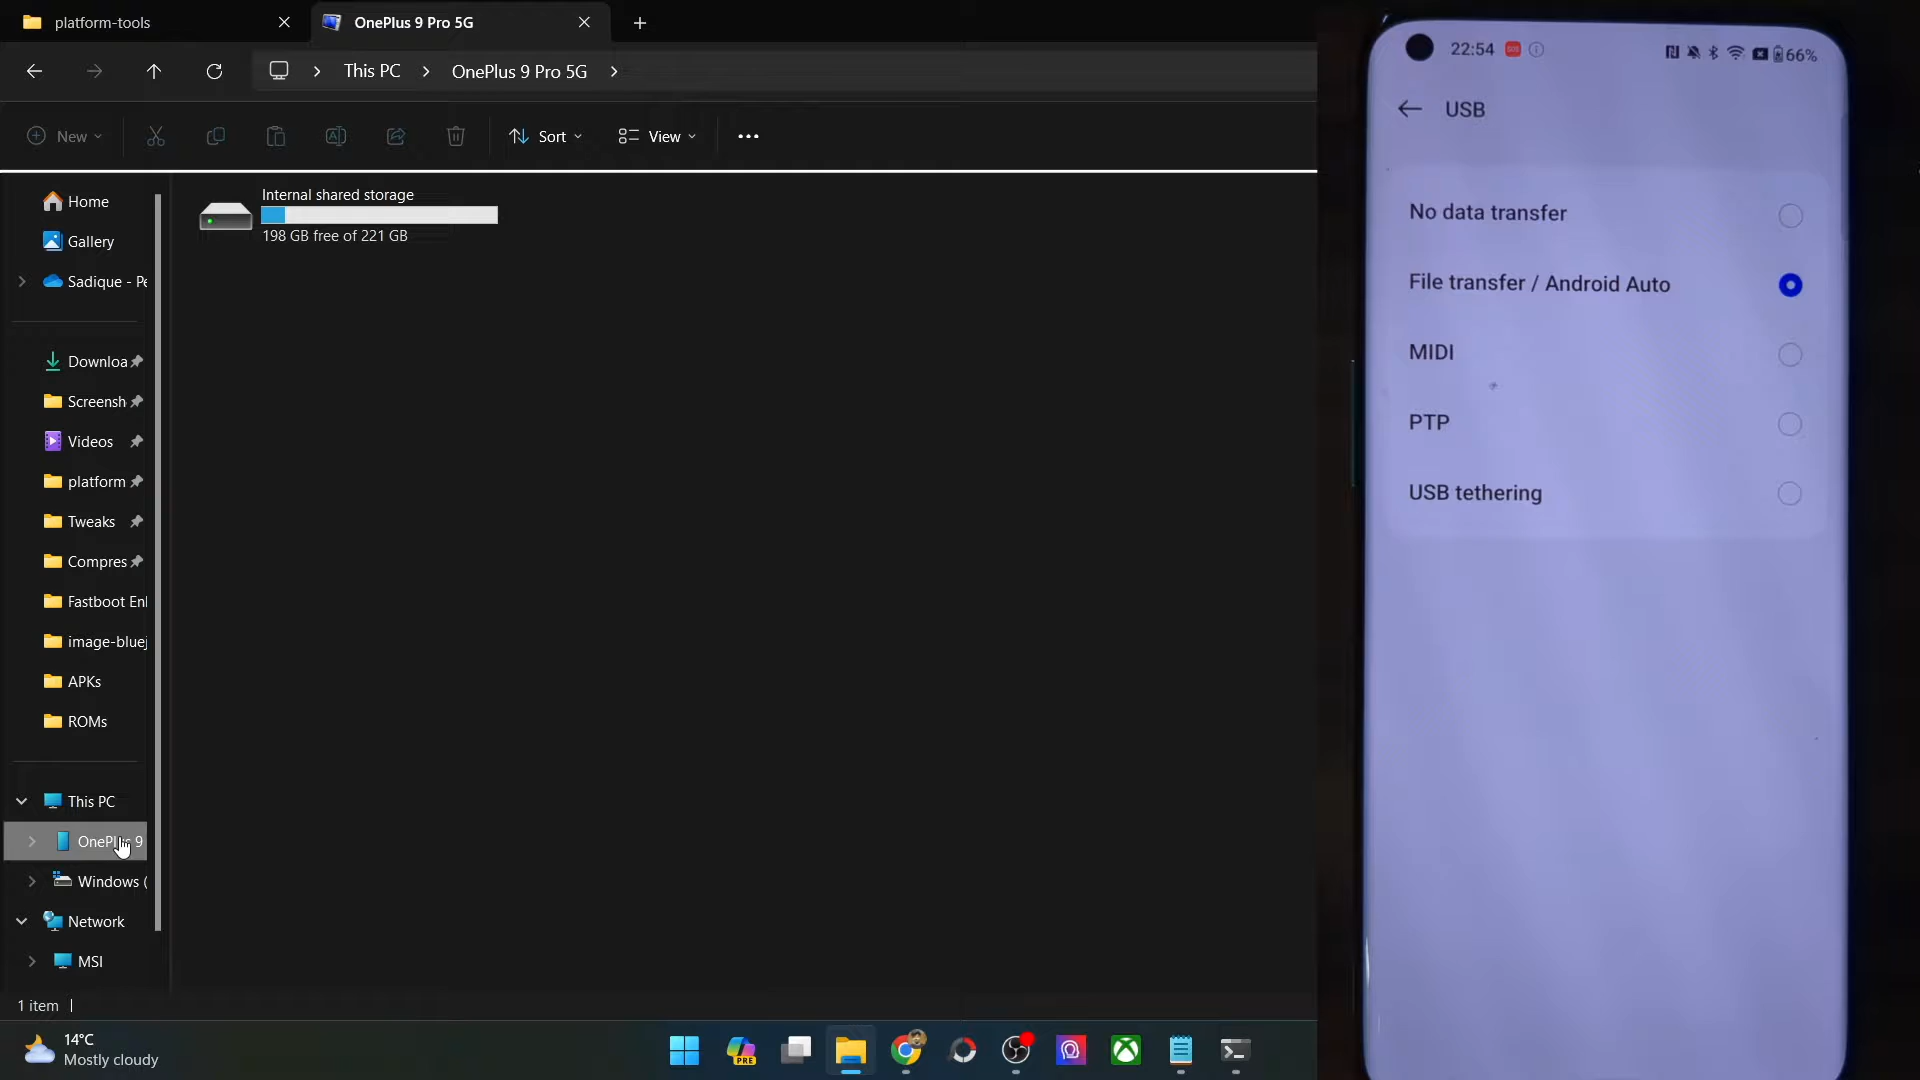 platform-tools
OnePlus 9 Pro 5G
This PC
OnePlus 9 Pro 5G
New
Sort
View
Home
Gallery
Sadique - Pe
Downloa
Screensh
Videos
platform
Tweaks
Compres
Fastboot Enl
image-bluej
APKs
ROMs
This PC
OnePlus 9
Windows (
Network
MSI
Internal shared storage
198 GB free of 221 GB
1 item
14°C
Mostly cloudy
PRE
22:54
66%
USB
No data transfer
File transfer / Android Auto
MIDI
PTP
USB tethering